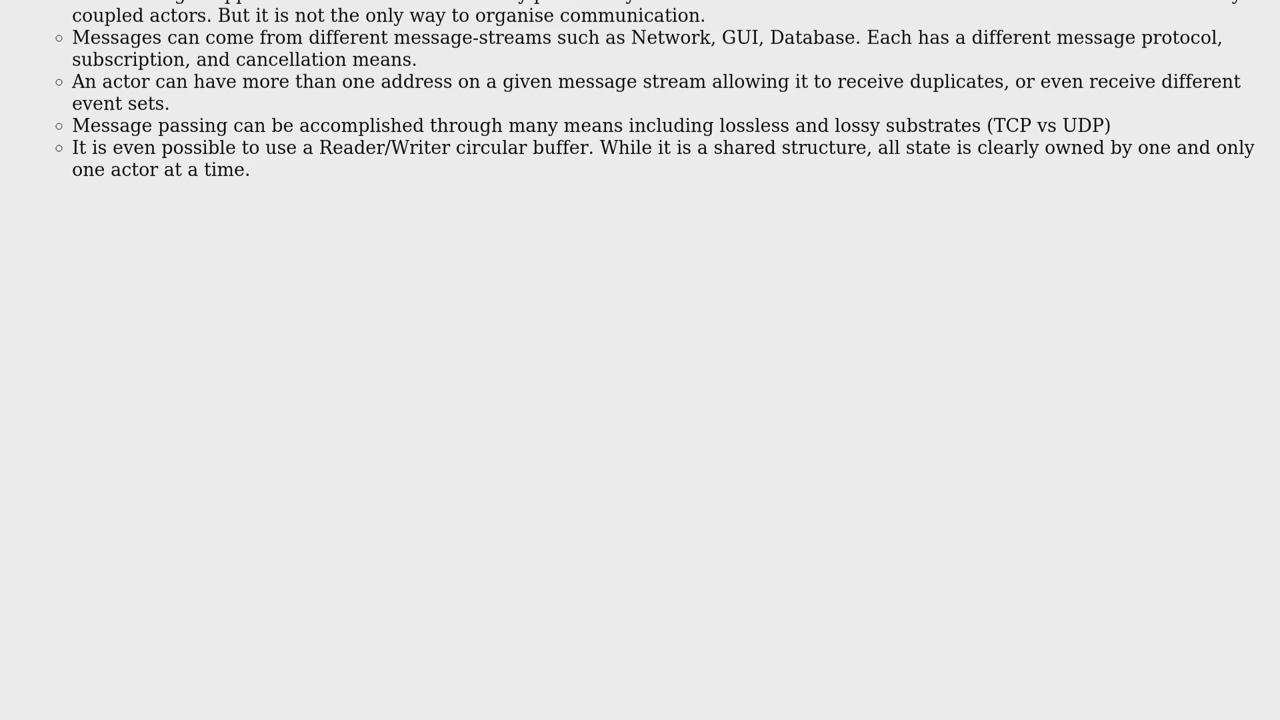 coupled actors. But it is not the only way to organise communication.
Messages can come from different message-streams such as Network, GUI, Database. Each has a different message protocol,
subscription, and cancellation means.
An actor can have more than one address on a given message stream allowing it to receive duplicates, or even receive different
event sets.
Message passing can be accomplished through many means including lossless and lossy substrates (TCP vs UDP)
It is even possible to use a Reader/Writer circular buffer. While it is a shared structure, all state is clearly owned by one and only
one actor at a time.